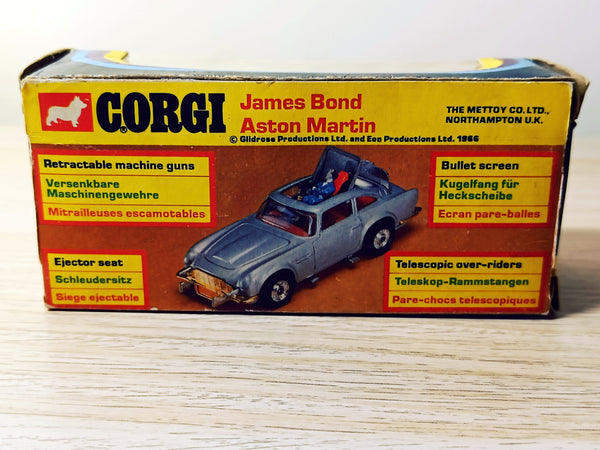 CORGI
®
James Bond
Aston Martin
© Glidrose Productions Ltd. and Eon Productions Ltd. 1966
THE METTOY CO. LTD.,
NORTHAMPTON U.K.
Retractable machine guns
Versenkbare
Maschinengewehre
Mitrailleuses escamotables
Bullet screen
Kugelfang für
Heckscheibe
Ecran pare-balles
Ejector seat
Schleudersitz
Siege ejectable
Telescopic over-riders
Teleskop-Rammstangen
Pare-chocs telescopiques